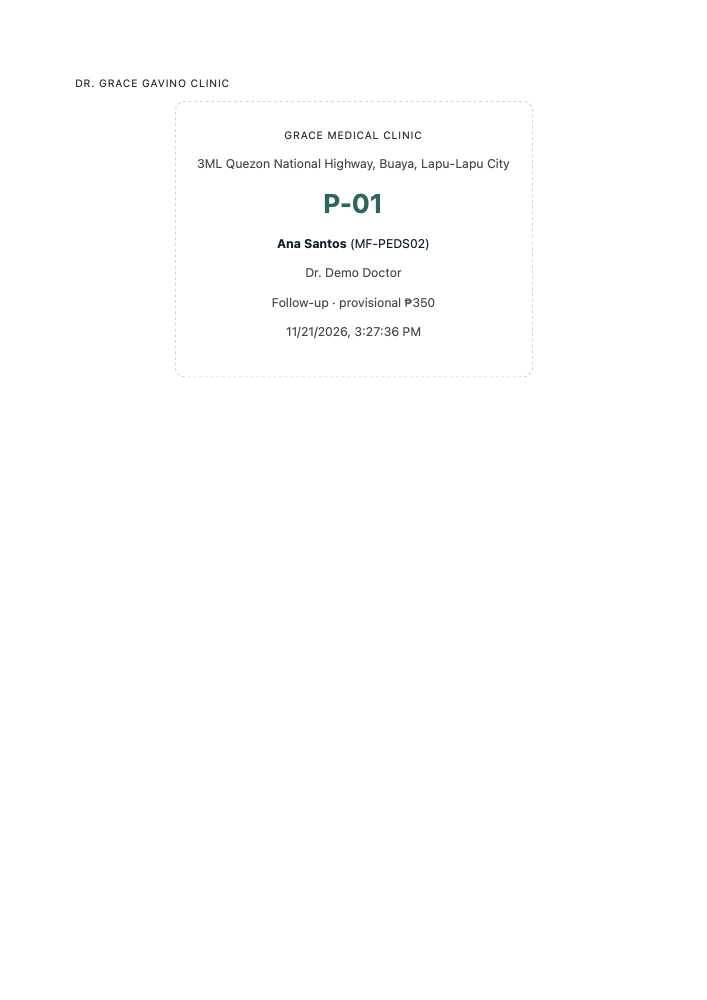 DR. GRACE GAVINO CLINIC
GRACE MEDICAL CLINIC
3ML Quezon National Highway, Buaya, Lapu-Lapu City
P-01
Ana Santos (MF-PEDS02)
Dr. Demo Doctor
Follow-up · provisional ₱350
11/21/2026, 3:27:36 PM